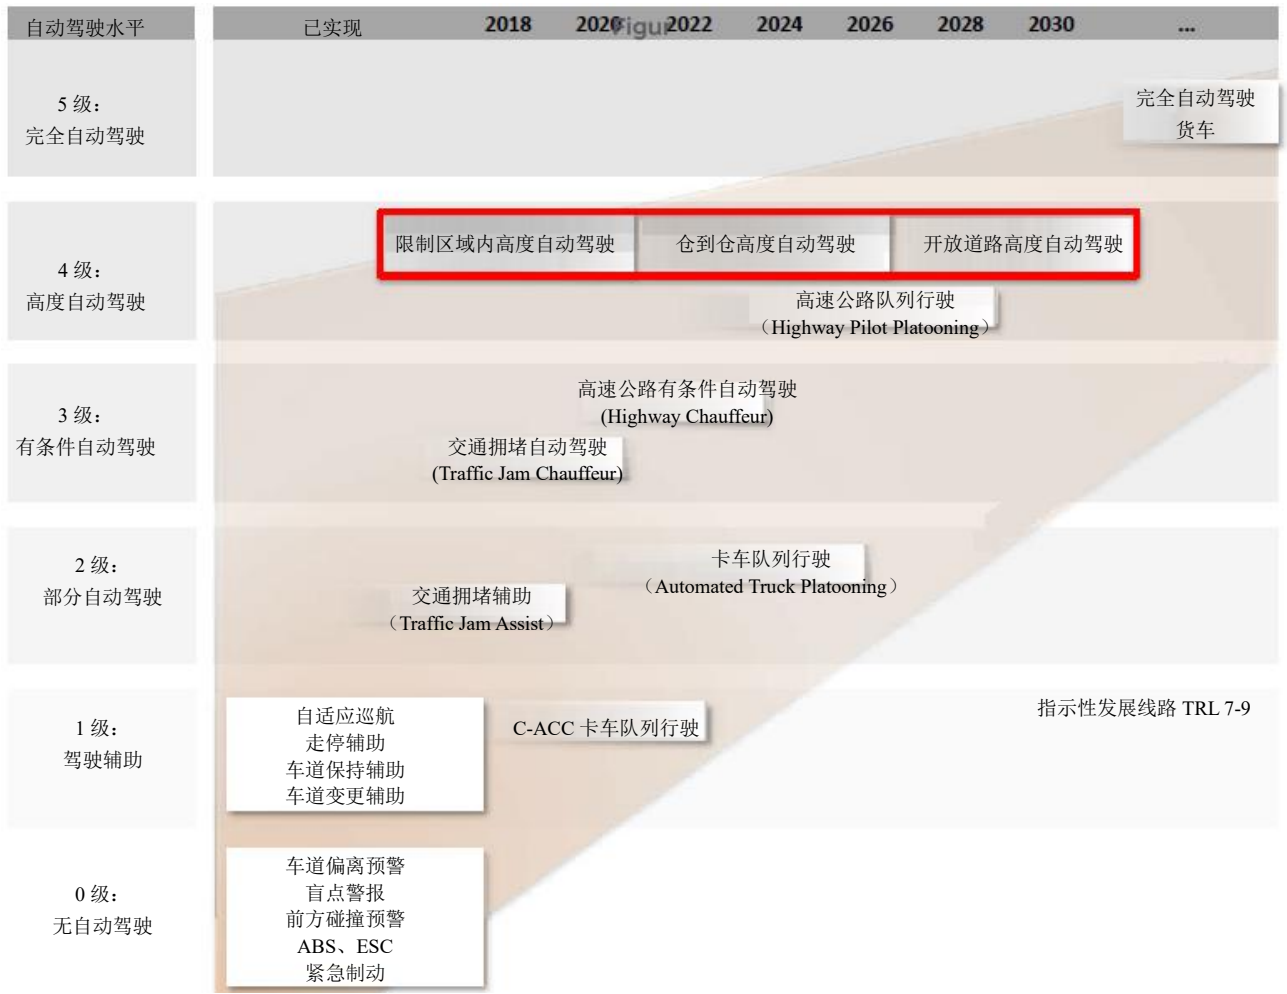 自动驾驶水平 已实现 2018 2020 Figur 2022 2024 2026 2028 2030 ...
5 级：
完全自动驾驶
完全自动驾驶
货车
4 级：
高度自动驾驶
限制区域内高度自动驾驶 仓到仓高度自动驾驶 开放道路高度自动驾驶
高速公路队列行驶
（Highway Pilot Platooning）
3 级：
有条件自动驾驶
高速公路有条件自动驾驶
(Highway Chauffeur)
交通拥堵自动驾驶
(Traffic Jam Chauffeur)
2 级：
部分自动驾驶
卡车队列行驶
（Automated Truck Platooning）
交通拥堵辅助
（Traffic Jam Assist）
1 级：
驾驶辅助
自适应巡航
走停辅助
车道保持辅助
车道变更辅助
C-ACC 卡车队列行驶
指示性发展线路 TRL 7-9
0 级：
无自动驾驶
车道偏离预警
盲点警报
前方碰撞预警
ABS、ESC
紧急制动